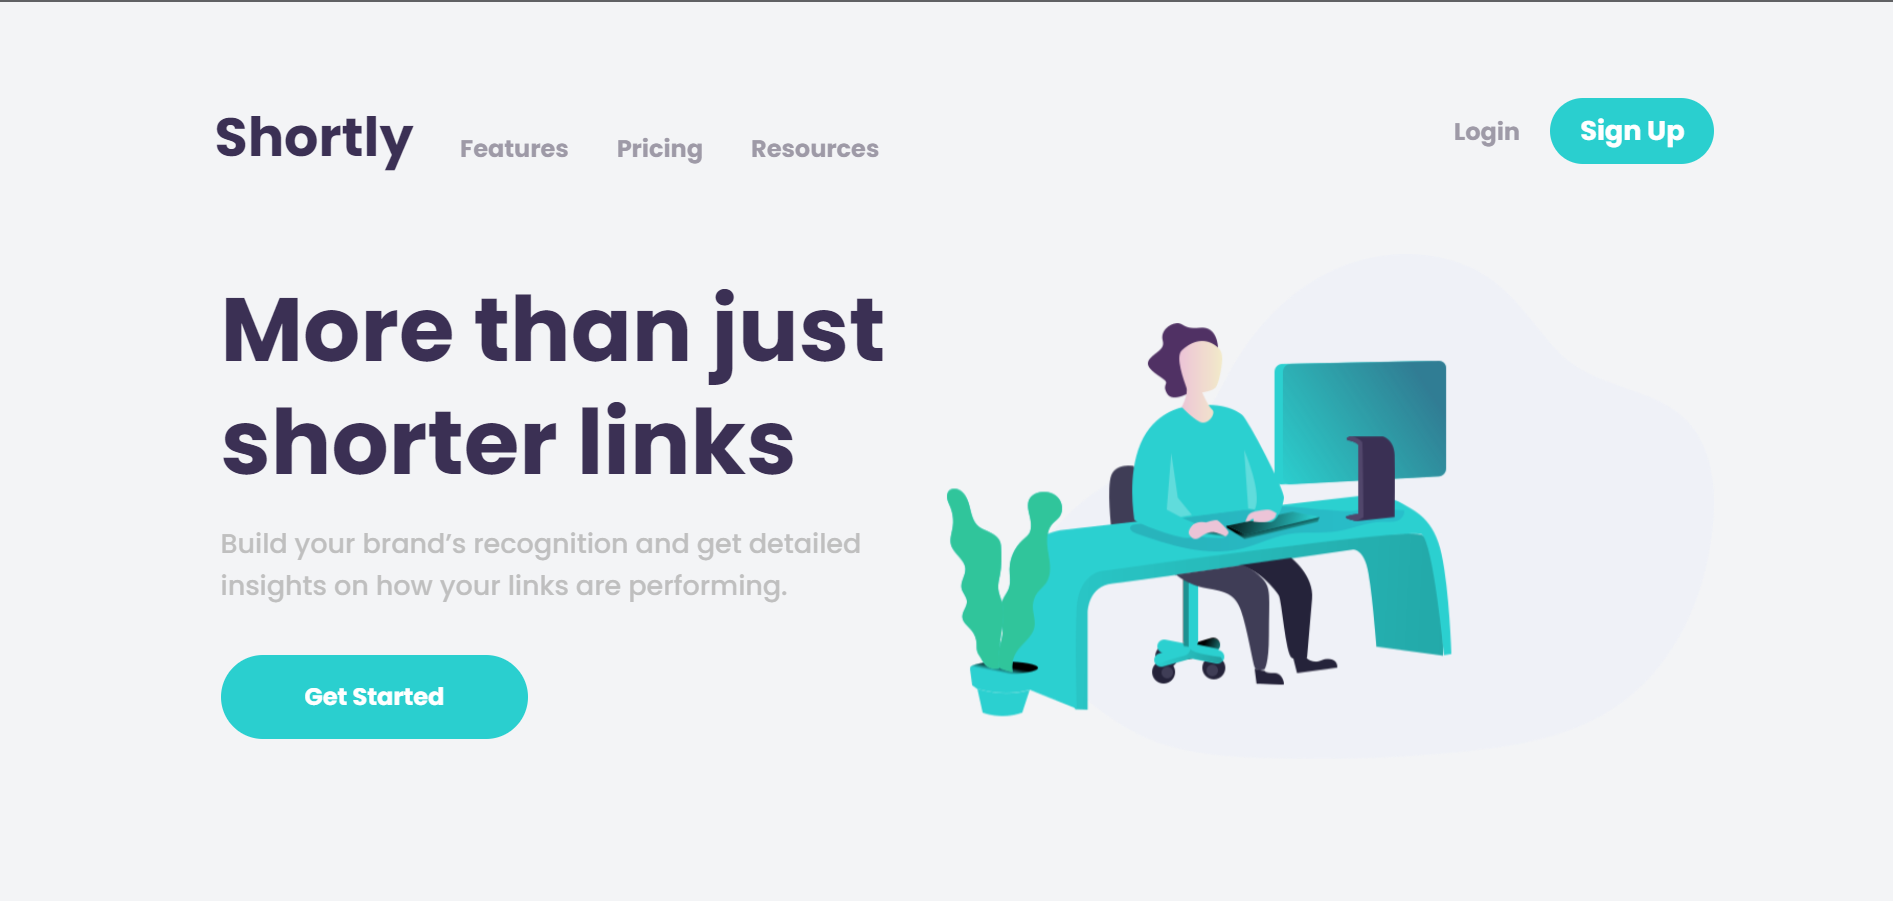 Shortly
Features Pricing Resources
Login
Sign Up
More than just
shorter links
Build your brand’s recognition and get detailed
insights on how your links are performing.
Get Started